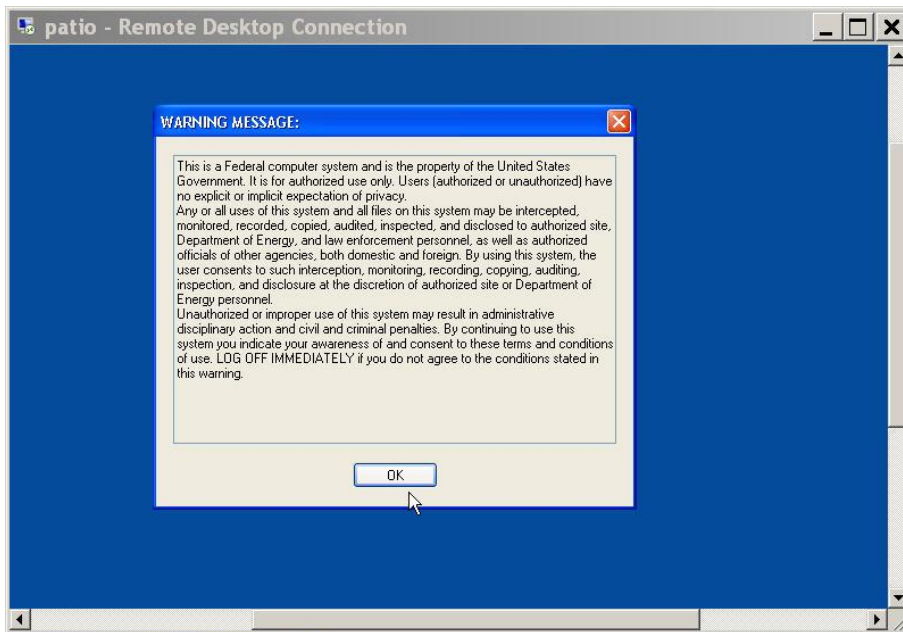 patio - Remote Desktop Connection
WARNING MESSAGE:
This is a Federal computer system and is the property of the United States
Government. It is for authorized use only. Users (authorized or unauthorized) have
no explicit or implicit expectation of privacy.
Any or all uses of this system and all files on this system may be intercepted,
monitored, recorded, copied, audited, inspected, and disclosed to authorized site,
Department of Energy, and law enforcement personnel, as well as authorized
officials of other agencies, both domestic and foreign. By using this system, the
user consents to such interception, monitoring, recording, copying, auditing,
inspection, and disclosure at the discretion of authorized site or Department of
Energy personnel.
Unauthorized or improper use of this system may result in administrative
disciplinary action and civil and criminal penalties. By continuing to use this
system you indicate your awareness of and consent to these terms and conditions
of use. LOG OFF IMMEDIATELY if you do not agree to the conditions stated in
this warning.
OK